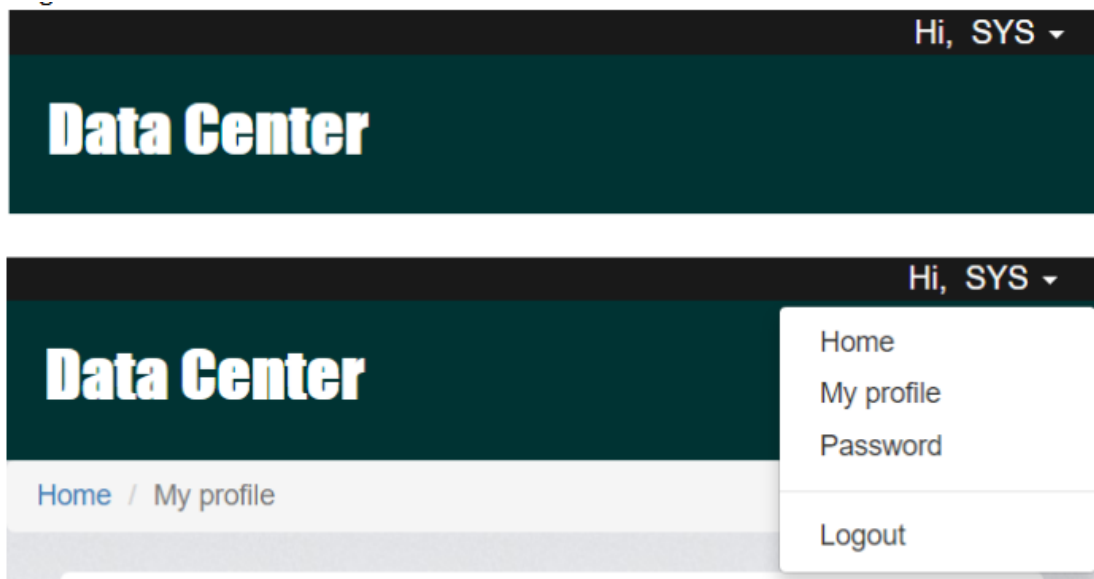 Hi, SYS
Data Center
Hi, SYS
Data Center
Home
My profile
Password
Logout
Home / My profile